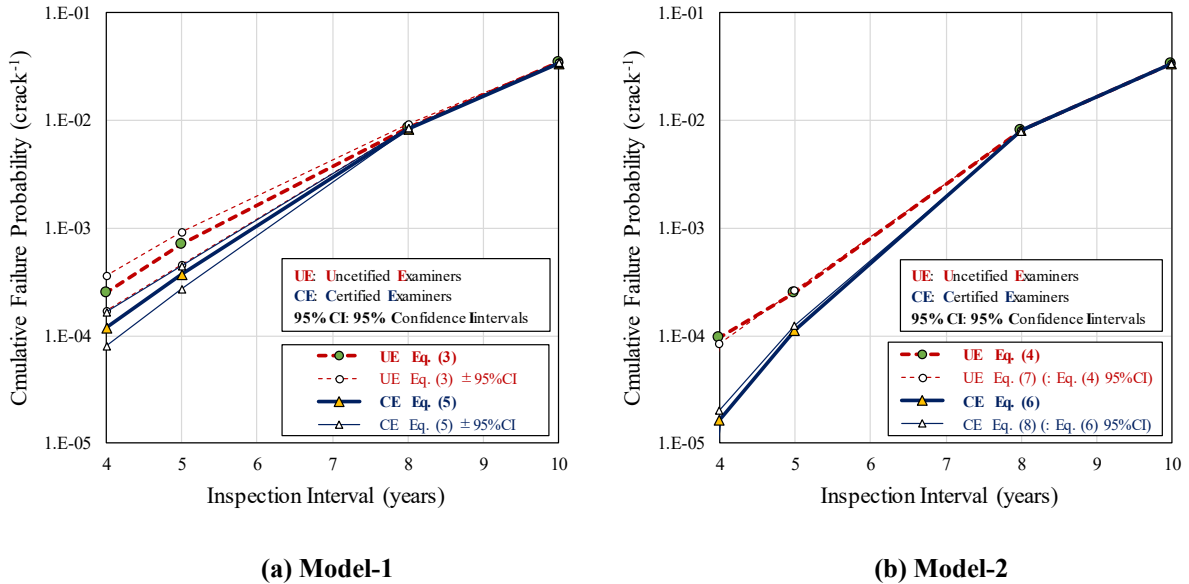 Cmulative Failure Probability (crack-1)
1.E-01
1.E-02
1.E-03
1.E-04
1.E-05
UE: Uncetified Examiners
CE: Certified Examiners
95% CI: 95% Confidence Iintervals
UE Eq. (3)
UE Eq. (3) ± 95%CI
CE Eq. (5)
CE Eq. (5) ± 95%CI
4 5 6 7 8 9 10
Inspection Interval (years)
(a) Model-1
Cmulative Failure Probability (crack-1)
1.E-01
1.E-02
1.E-03
1.E-04
1.E-05
UE: Uncertified Examiners
CE: Certified Examiners
95% CI: 95% Confidence Iintervals
UE Eq. (4)
UE Eq. (7) (: Eq. (4) 95%CI)
CE Eq. (6)
CE Eq. (8) (: Eq. (6) 95%CI)
4 5 6 7 8 9 10
Inspection Interval (years)
(b) Model-2